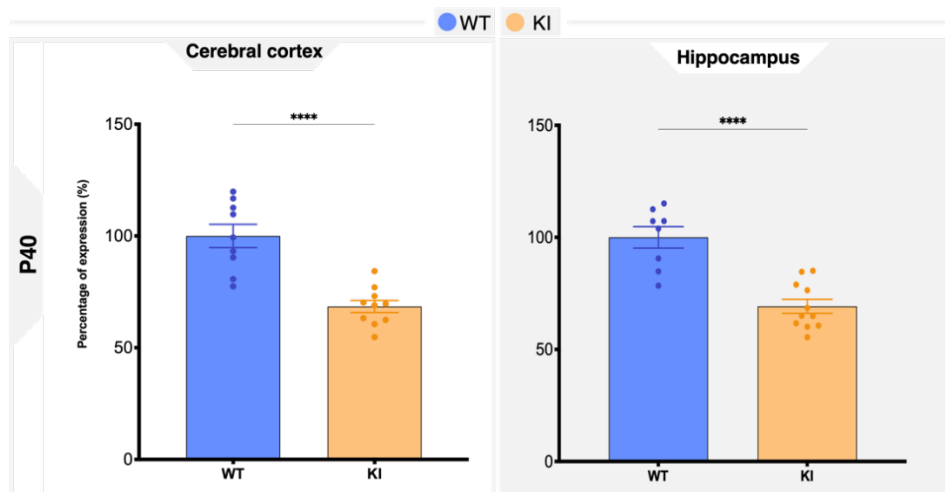 WT KI
Cerebral cortex
Hippocampus
P40
Percentage of expression (%)
150
100
50
0
****
WT KI
150
100
50
0
****
WT KI